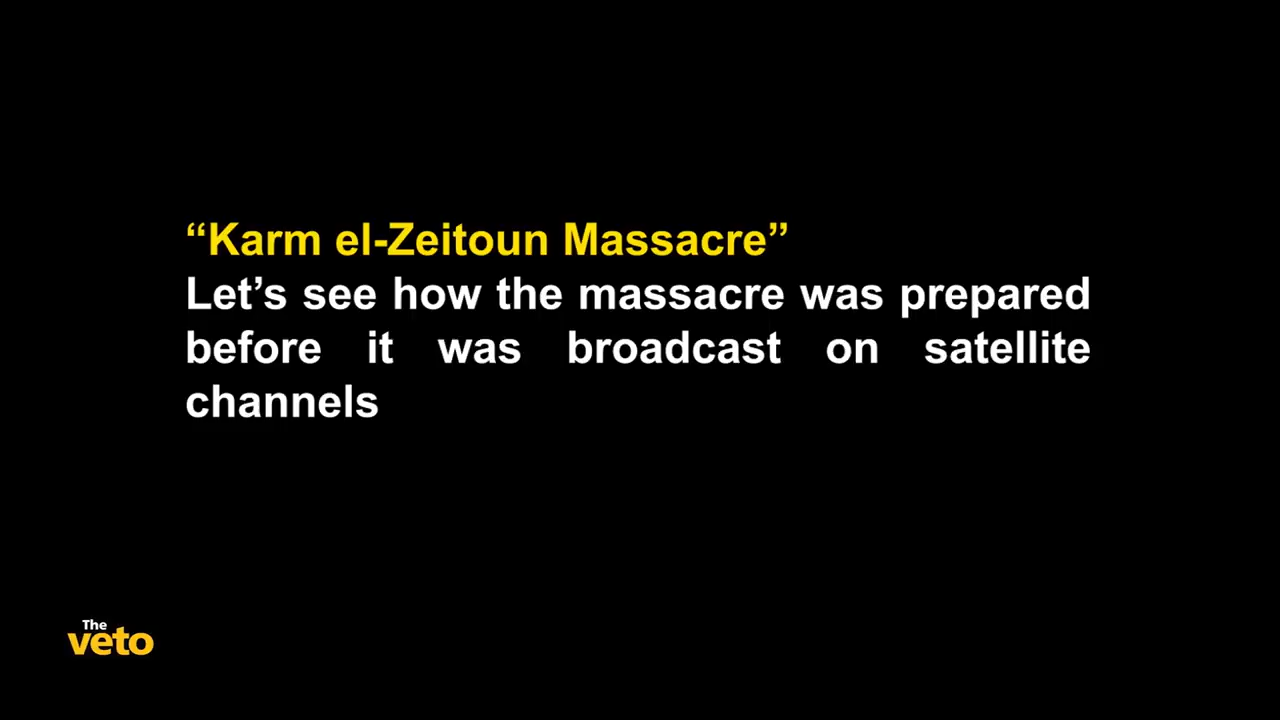 “Karm el-Zeitoun Massacre”
Let’s see how the massacre was prepared
before it was broadcast on satellite
channels
The
veto